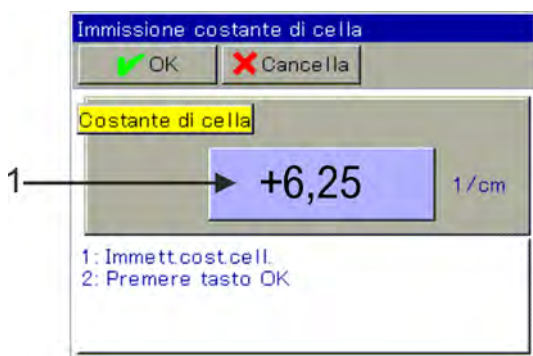 Immissione costante di cella
OK Cancella
Costante di cella
1 +6,25 1/cm
1: Immett.cost.cell.
2: Premere tasto OK